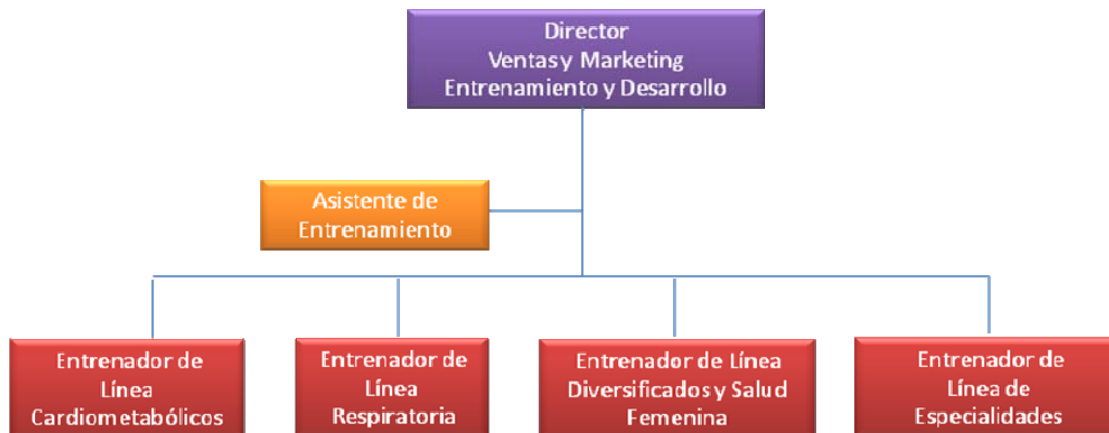 Director
Ventas y Marketing
Entrenamiento y Desarrollo
Asistente de
Entrenamiento
Entrenador de
Línea
Cardiometabólicos
Entrenador de
Línea
Respiratoria
Entrenador de Línea
Diversificados y Salud
Femenina
Entrenador de
Línea de
Especialidades